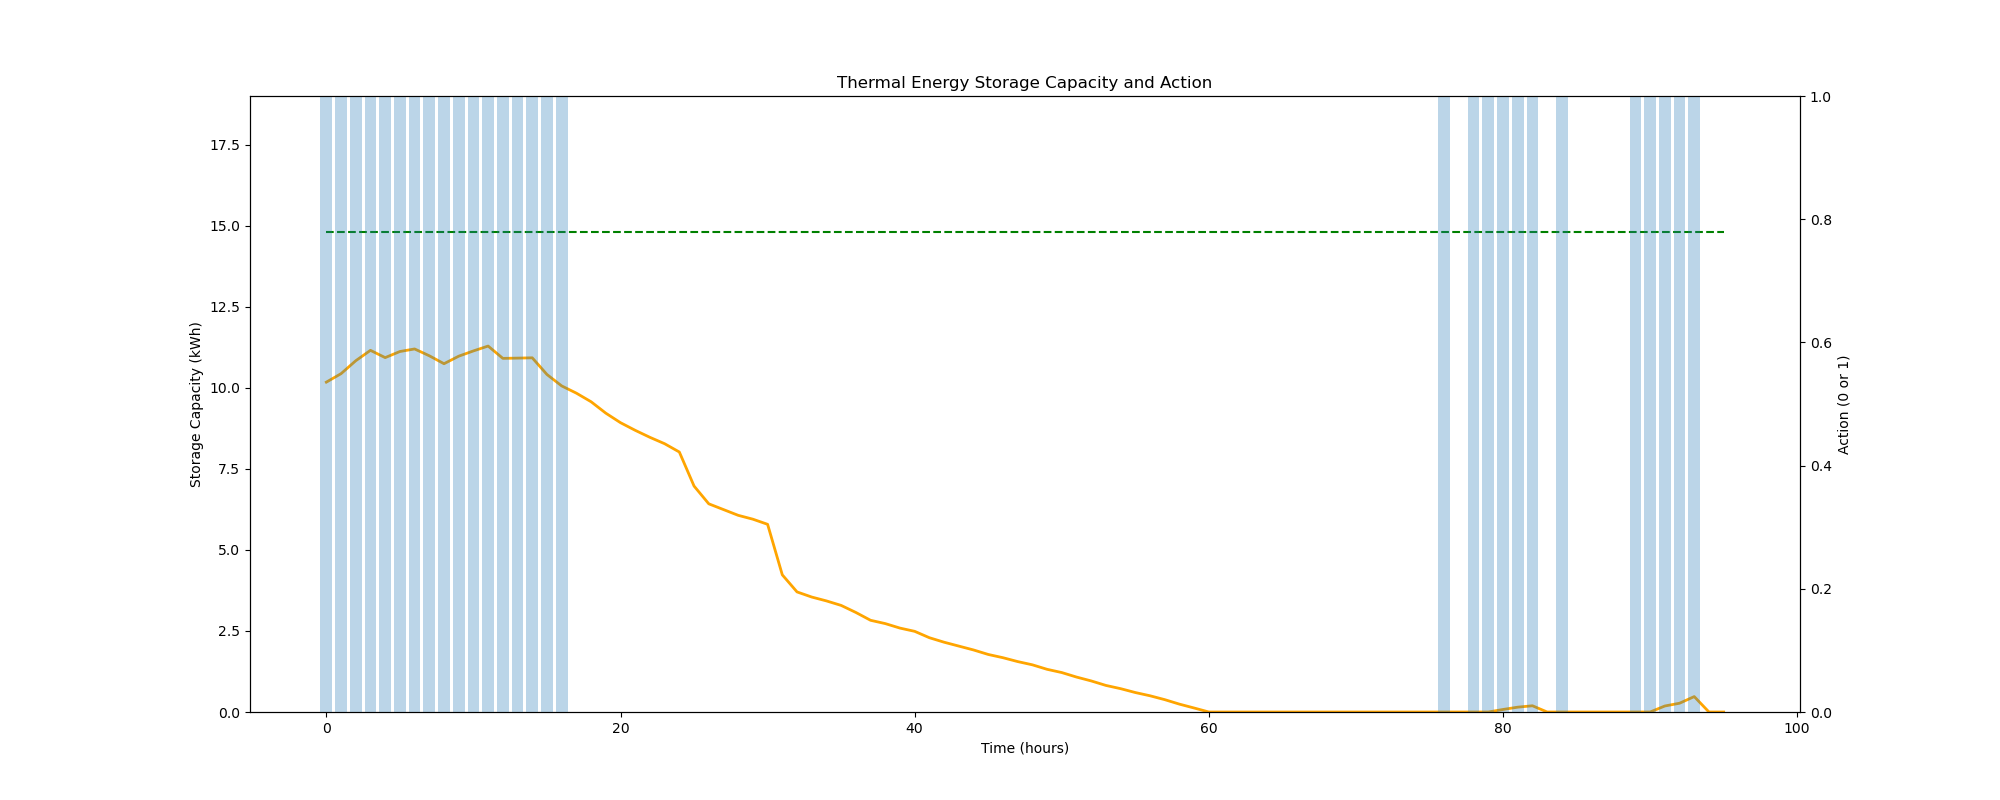 Thermal Energy Storage Capacity and Action
17.5
15.0
12.5
10.0
7.5
5.0
2.5
0.0
Storage Capacity (kWh)
1.0
0.8
0.6
0.4
0.2
0.0
Action (0 or 1)
0 20 40 60 80 100
Time (hours)